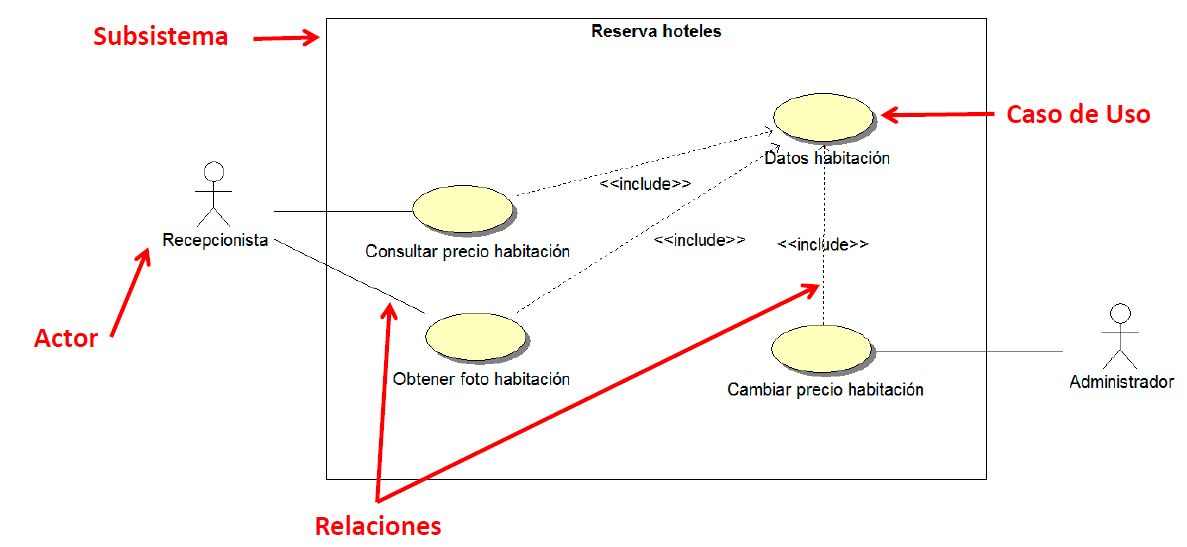 Reserva hoteles
Subsistema
Caso de Uso
Datos habitación
<<include>>
Recepcionista
Consultar precio habitación
<<include>>
<<include>>
Actor
Obtener foto habitación
Cambiar precio habitación
Administrador
Relaciones